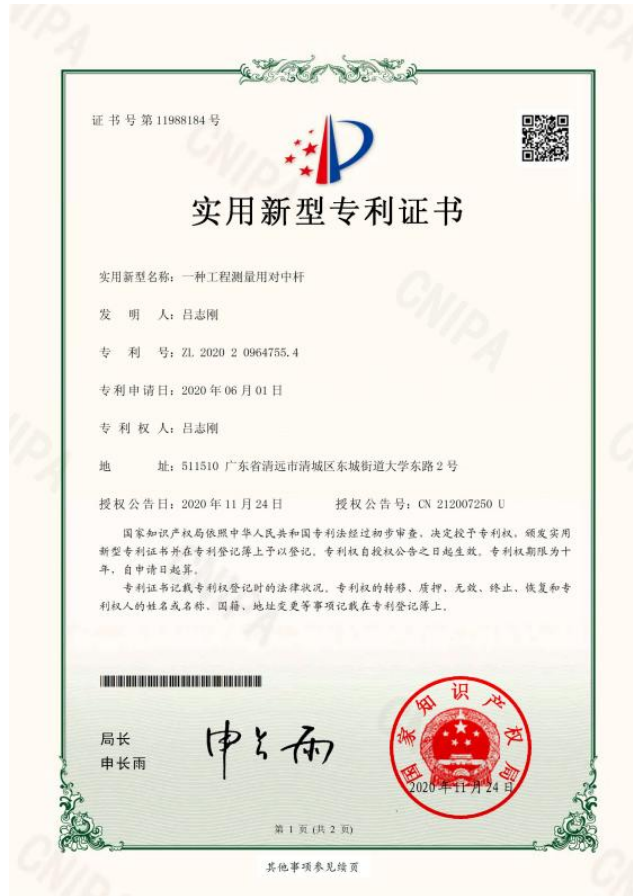 证书号第11988184号
实用新型专利证书
实用新型名称：一种工程测量用对中杆
发明人：吕志刚
专利号：ZL 2020 2 0964755.4
专利申请日：2020年06月01日
专利权人：吕志刚
地址：511510 广东省清远市清城区东城街道大学东路2号
授权公告日：2020年11月24日 授权公告号：CN 212007250 U
国家知识产权局依照中华人民共和国专利法经过初步审查，决定授予专利权，颁发实用
新型专利证书并在专利登记簿上予以登记。专利权自授权公告之日起生效。专利权期限为十
年，自申请日起算。
专利证书记载专利权登记时的法律状况。专利权的转移、质押、无效、终止、恢复和专
利权人的姓名或名称、国籍、地址变更等事项记载在专利登记簿上。
局长
申长雨
申长雨
国家知识产权局
2020年11月24日
第 1 页 (共 2 页)
其他事项参见续页
CNIPA
CNIPA
CNIPA
CNIPA
CNIPA
CNIPA